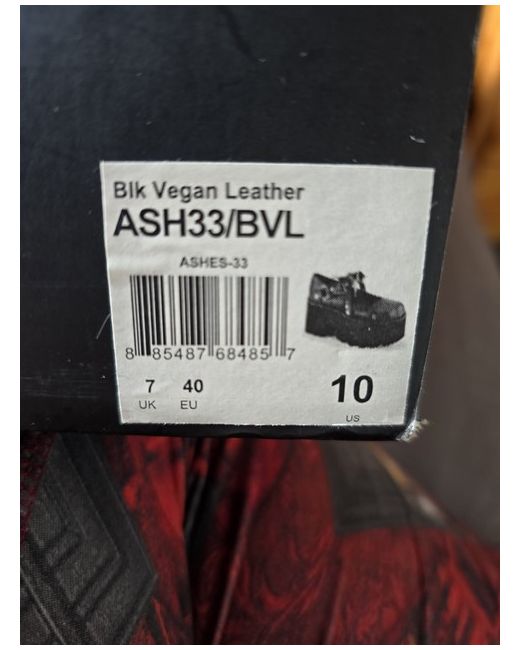 Blk Vegan Leather
ASH33/BVL
ASHES-33
8 85487 68485 7
7 40 10
UK EU US